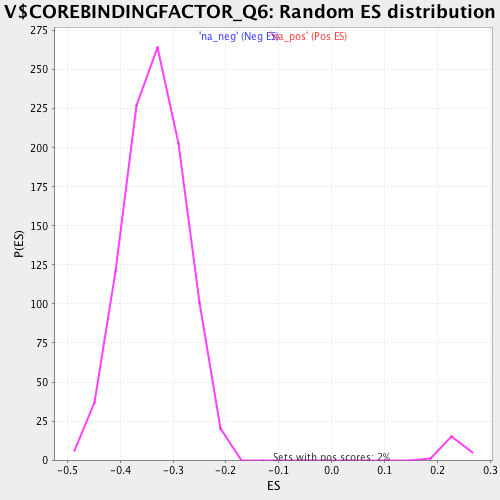 V$COREBINDINGFACTOR_Q6: Random ES distribution
'na_neg' (Neg ES) 'na_pos' (Pos ES)
275
250
225
200
175
150
125
100
75
50
25
0
P(ES)
Sets with pos scores: 2%
-0.5 -0.4 -0.3 -0.2 -0.1 0.0 0.1 0.2 0.3
ES